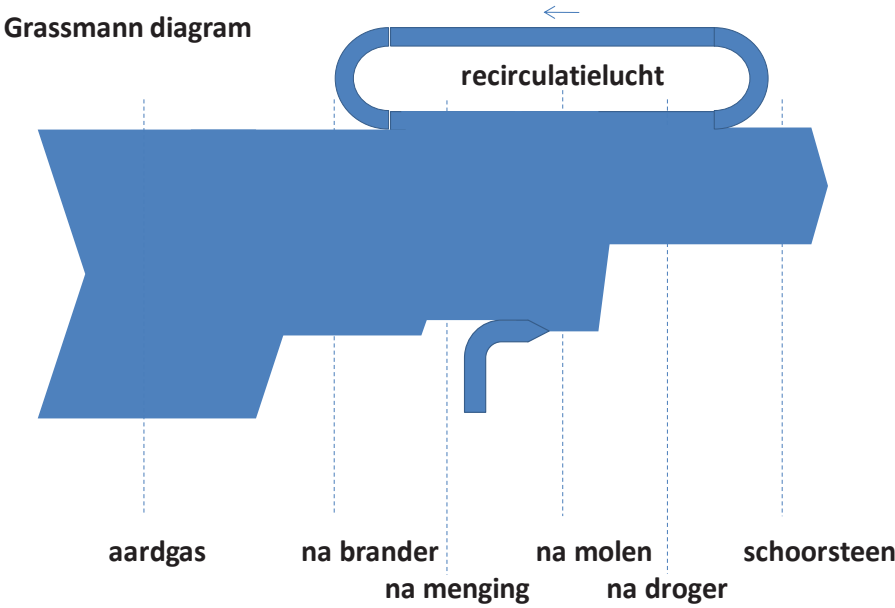 Grassmann diagram
recirculatielucht
aardgas
na brander
na menging
na molen
na droger
schoorsteen